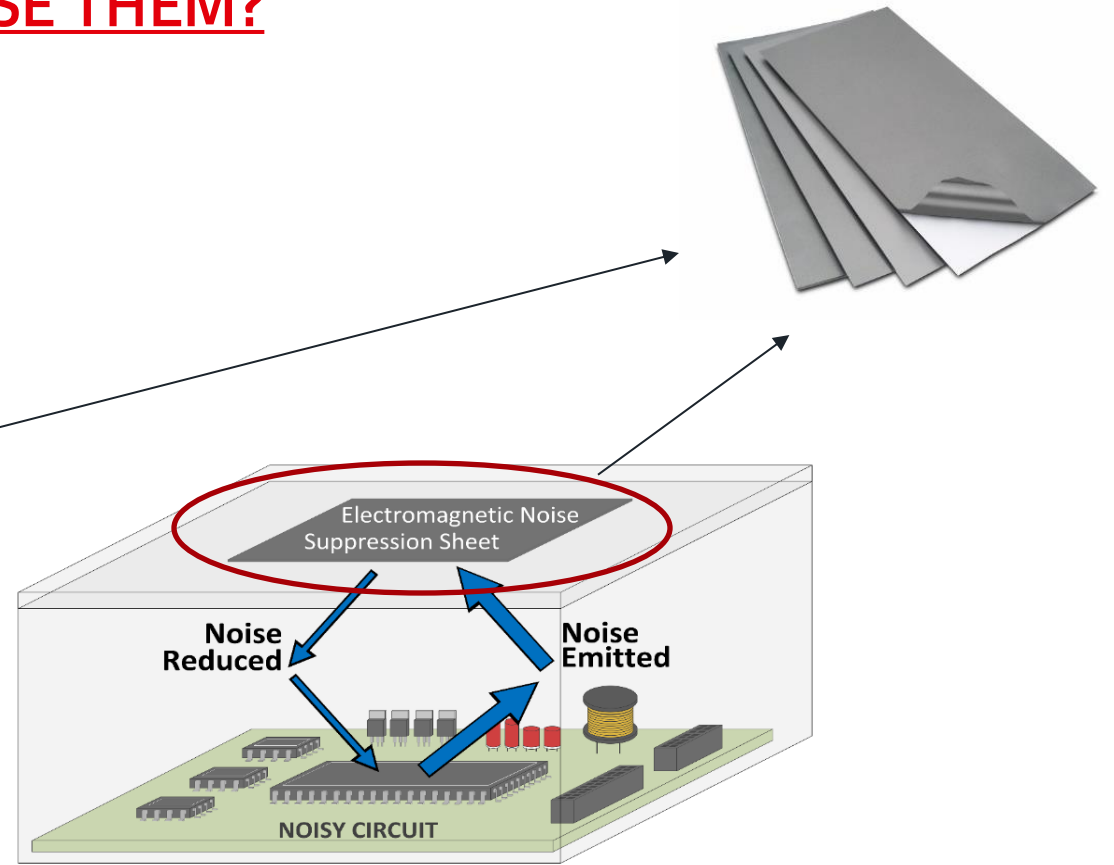 SE THEM?
Electromagnetic Noise
Suppression Sheet
Noise
Reduced
Noise
Emitted
NOISY CIRCUIT